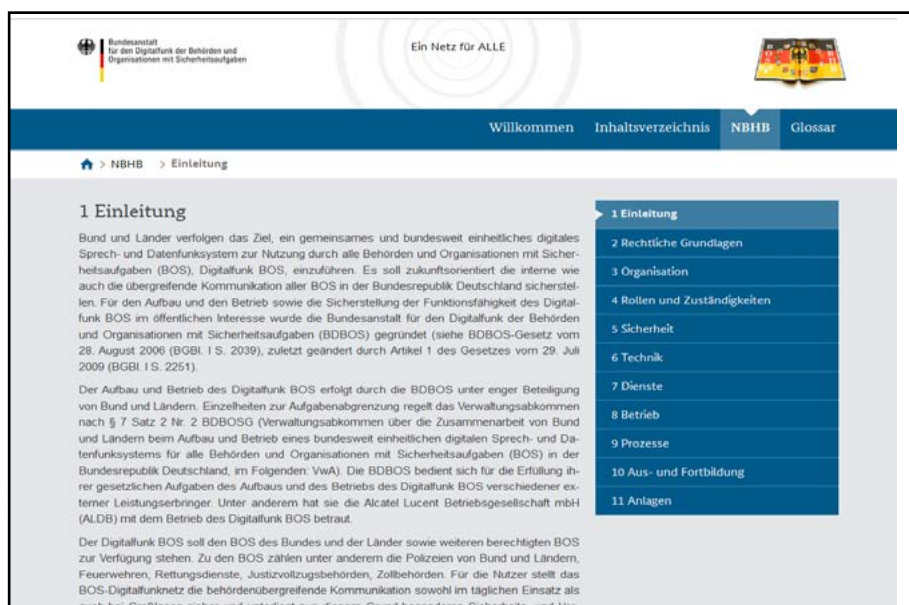 Bundesanstalt
für den Digitalfunk der Behörden und
Organisationen mit Sicherheitsaufgaben
Ein Netz für ALLE
Willkommen Inhaltsverzeichnis NBHB Glossar
> NBHB > Einleitung
1 Einleitung
Bund und Länder verfolgen das Ziel, ein gemeinsames und bundesweit einheitliches digitales
Sprech- und Datenfunksystem zur Nutzung durch alle Behörden und Organisationen mit Sicher-
heitsaufgaben (BOS), Digitalfunk BOS, einzuführen. Es soll zukunftsorientiert die interne wie
auch die übergreifende Kommunikation aller BOS in der Bundesrepublik Deutschland sicherstel-
len. Für den Aufbau und den Betrieb sowie die Sicherstellung der Funktionsfähigkeit des Digital-
funk BOS im öffentlichen Interesse wurde die Bundesanstalt für den Digitalfunk der Behörden
und Organisationen mit Sicherheitsaufgaben (BDBOS) gegründet (siehe BDBOS-Gesetz vom
28. August 2006 (BGBl. I S. 2039), zuletzt geändert durch Artikel 1 des Gesetzes vom 29. Juli
2009 (BGBl. I S. 2251).
Der Aufbau und Betrieb des Digitalfunk BOS erfolgt durch die BDBOS unter enger Beteiligung
von Bund und Ländern. Einzelheiten zur Aufgabenabgrenzung regelt das Verwaltungsabkommen
nach § 7 Satz 2 Nr. 2 BDBOSG (Verwaltungsabkommen über die Zusammenarbeit von Bund
und Ländern beim Aufbau und Betrieb eines bundesweit einheitlichen digitalen Sprech- und Da-
tenfunksystems für alle Behörden und Organisationen mit Sicherheitsaufgaben (BOS) in der
Bundesrepublik Deutschland, im Folgenden: VwA). Die BDBOS bedient sich für die Erfüllung ih-
rer gesetzlichen Aufgaben des Aufbaus und des Betriebs des Digitalfunk BOS verschiedener ex-
terner Leistungserbringer. Unter anderem hat sie die Alcatel Lucent Betriebsgesellschaft mbH
(ALDB) mit dem Betrieb des Digitalfunk BOS betraut.
Der Digitalfunk BOS soll den BOS des Bundes und der Länder sowie weiteren berechtigten BOS
zur Verfügung stehen. Zu den BOS zählen unter anderem die Polizeien von Bund und Ländern,
Feuerwehren, Rettungsdienste, Justizvollzugsbehörden, Zollbehörden. Für die Nutzer stellt das
BOS-Digitalfunknetz die behördenübergreifende Kommunikation sowohl im täglichen Einsatz als
1 Einleitung
2 Rechtliche Grundlagen
3 Organisation
4 Rollen und Zuständigkeiten
5 Sicherheit
6 Technik
7 Dienste
8 Betrieb
9 Prozesse
10 Aus- und Fortbildung
11 Anlagen